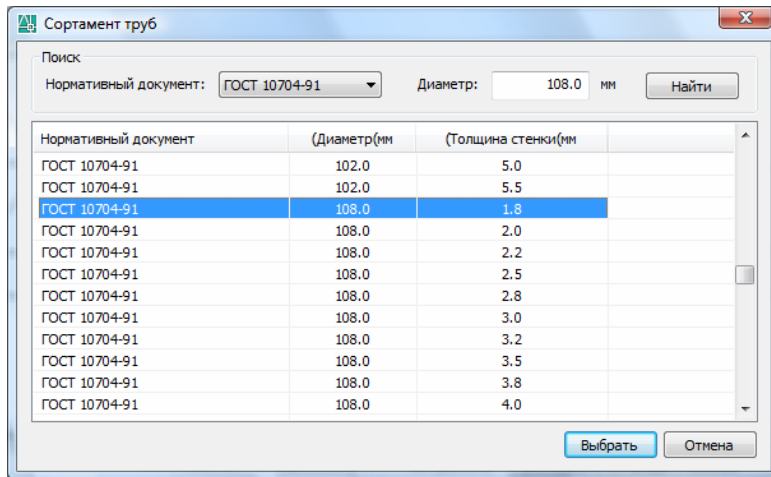 Сортамент труб
Поиск
Нормативный документ: ГОСТ 10704-91 Диаметр: 108.0 мм Найти
Нормативный документ (Диаметр(мм (Толщина стенки(мм
ГОСТ 10704-91 102.0 5.0
ГОСТ 10704-91 102.0 5.5
ГОСТ 10704-91 108.0 1.8
ГОСТ 10704-91 108.0 2.0
ГОСТ 10704-91 108.0 2.2
ГОСТ 10704-91 108.0 2.5
ГОСТ 10704-91 108.0 2.8
ГОСТ 10704-91 108.0 3.0
ГОСТ 10704-91 108.0 3.2
ГОСТ 10704-91 108.0 3.5
ГОСТ 10704-91 108.0 3.8
ГОСТ 10704-91 108.0 4.0
Выбрать Отмена